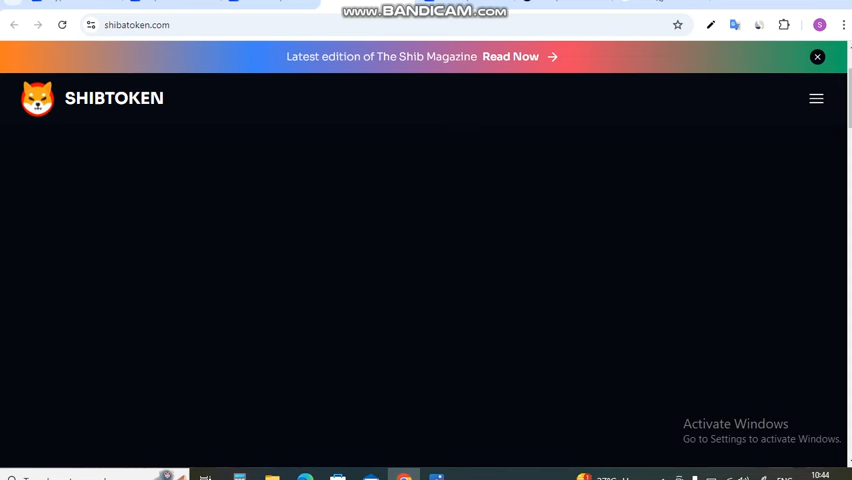 www.BANDICAM.com
shibatoken.com
Latest edition of The Shib Magazine Read Now →
SHIBTOKEN
Activate Windows
Go to Settings to activate Windows.
10:44